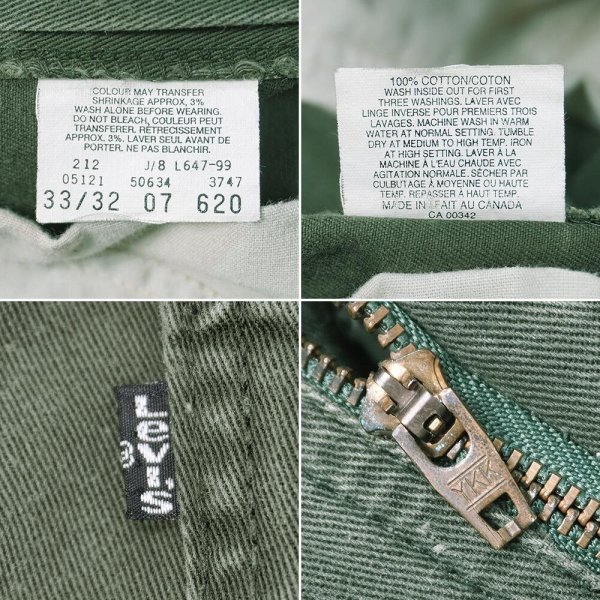 COLOUR MAY TRANSFER
SHRINKAGE APPROX. 3%
WASH ALONE BEFORE WEARING.
DO NOT BLEACH, COULEUR PEUT
TRANSFERER. RÉTRECISSEMENT
APPROX. 3%. LAVER SEUL AVANT DE
PORTER. NE PAS BLANCHIR.
212 J/8 L647-99
05121 50634 3747
33/32 07 620
100% COTTON/COTON
WASH INSIDE OUT FOR FIRST
THREE WASHINGS. LAVER AVEC
LINGE INVERSE POUR PREMIERS TROIS
LAVAGES. MACHINE WASH IN WARM
WATER AT NORMAL SETTING. TUMBLE
DRY AT MEDIUM TO HIGH TEMP. IRON
AT HIGH SETTING. LAVER À LA
MACHINE À L'EAU CHAUDE AVEC
AGITATION NORMALE. SÉCHER PAR
CULBUTAGE À MOYENNE OU HAUTE
TEMP. REPASSER À HAUT TEMP.
MADE IN/FAIT AU CANADA
CA 00342
LEVI'S
®
YKK